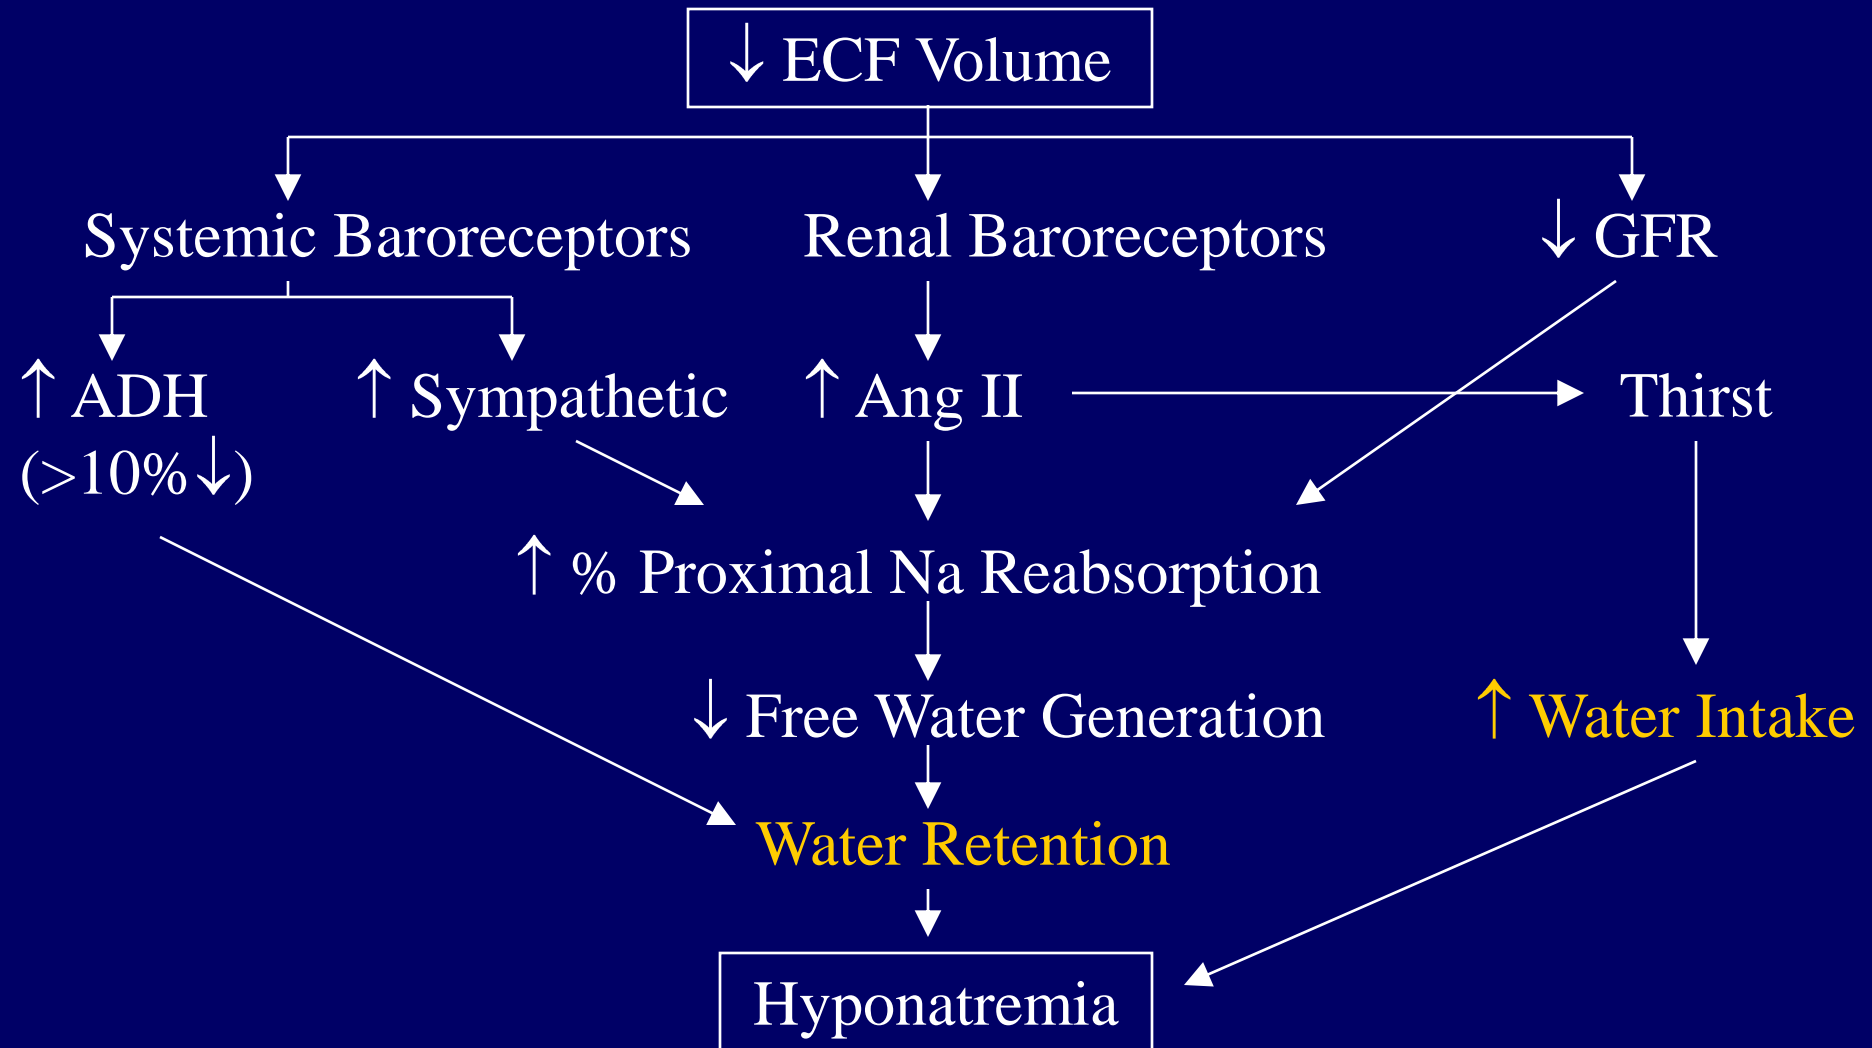 ↓ ECF Volume
Systemic Baroreceptors
Renal Baroreceptors
↓ GFR
↑ ADH
(>10%↓)
↑ Sympathetic
↑ Ang II
Thirst
↑ % Proximal Na Reabsorption
↓ Free Water Generation
↑ Water Intake
Water Retention
Hyponatremia